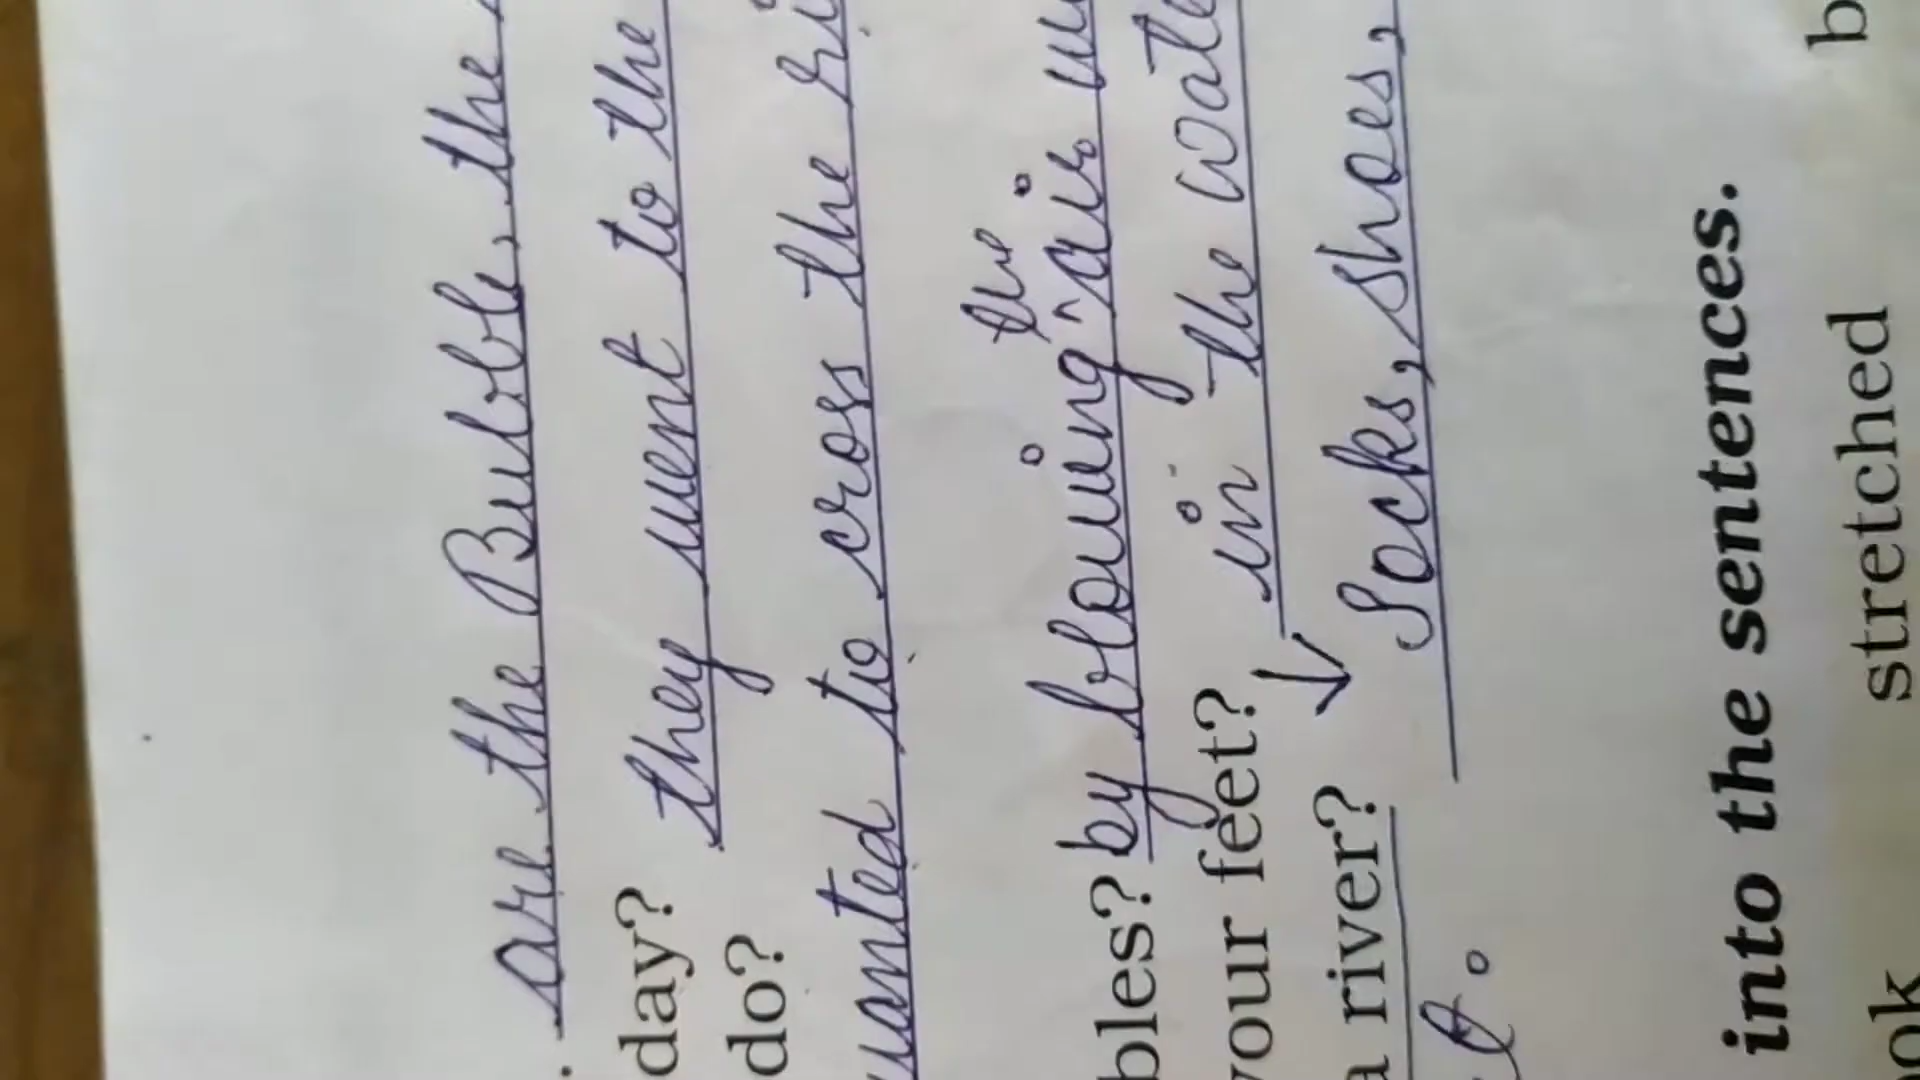 are the Bubble, the
day? they went to the
do?
wanted to cross the
the
bles? by blowing ^ air
your feet? in the
a river? ↓ Socks, shoes,
into the sentences.
stretched b